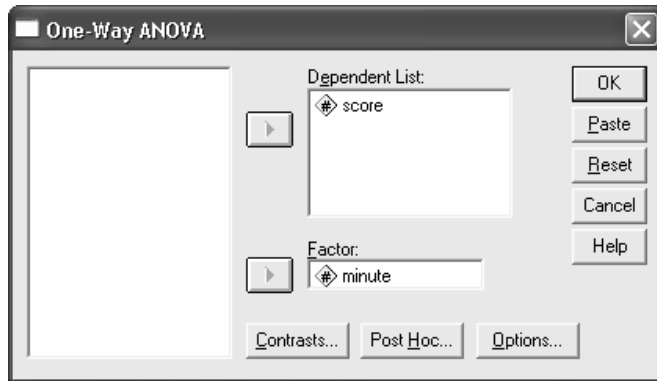 One-Way ANOVA
Dependent List:
# score
Factor:
# minute
OK
Paste
Reset
Cancel
Help
Contrasts...
Post Hoc...
Options...